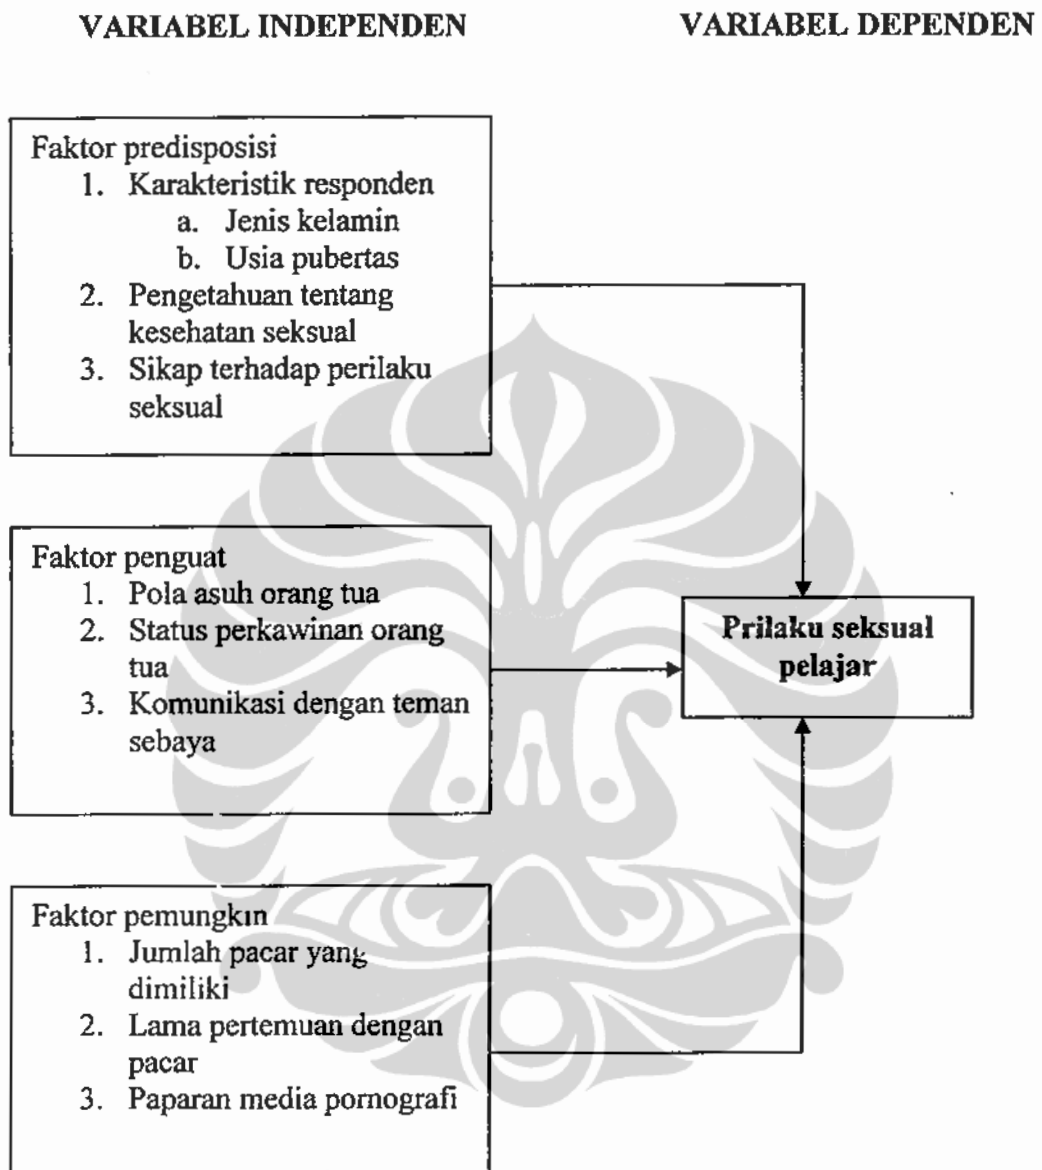 VARIABEL INDEPENDEN
VARIABEL DEPENDEN
Faktor predisposisi
1. Karakteristik responden
a. Jenis kelamin
b. Usia pubertas
2. Pengetahuan tentang
kesehatan seksual
3. Sikap terhadap perilaku
seksual
Faktor penguat
1. Pola asuh orang tua
2. Status perkawinan orang
tua
3. Komunikasi dengan teman
sebaya
Prilaku seksual
pelajar
Faktor pemungkin
1. Jumlah pacar yang
dimiliki
2. Lama pertemuan dengan
pacar
3. Paparan media pornografi